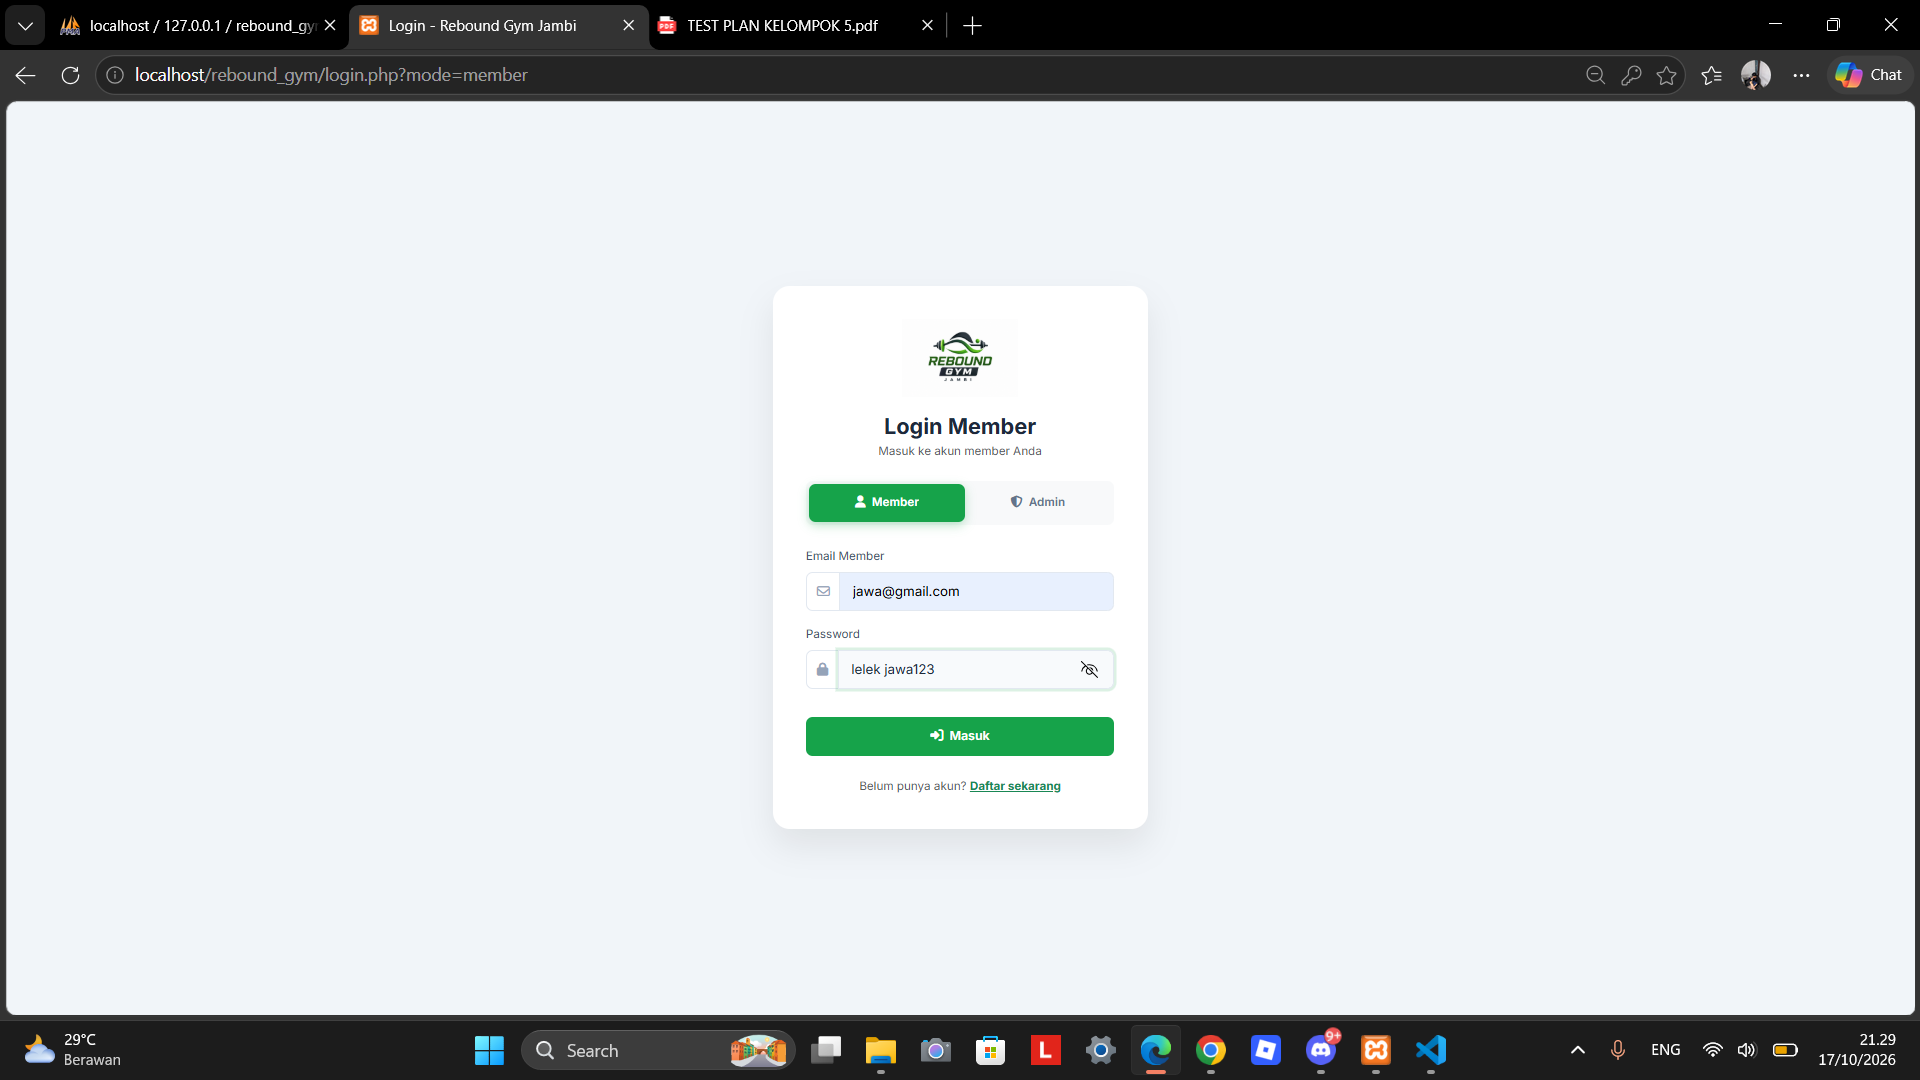 localhost / 127.0.0.1 / rebound_gy
Login - Rebound Gym Jambi
TEST PLAN KELOMPOK 5.pdf
localhost/rebound_gym/login.php?mode=member
Chat
REBOUND
GYM
JAMBI
Login Member
Masuk ke akun member Anda
Member
Admin
Email Member
jawa@gmail.com
Password
lelek jawa123
Masuk
Belum punya akun? Daftar sekarang
29°C
Berawan
Search
L
9+
ENG
21.29
17/10/2026